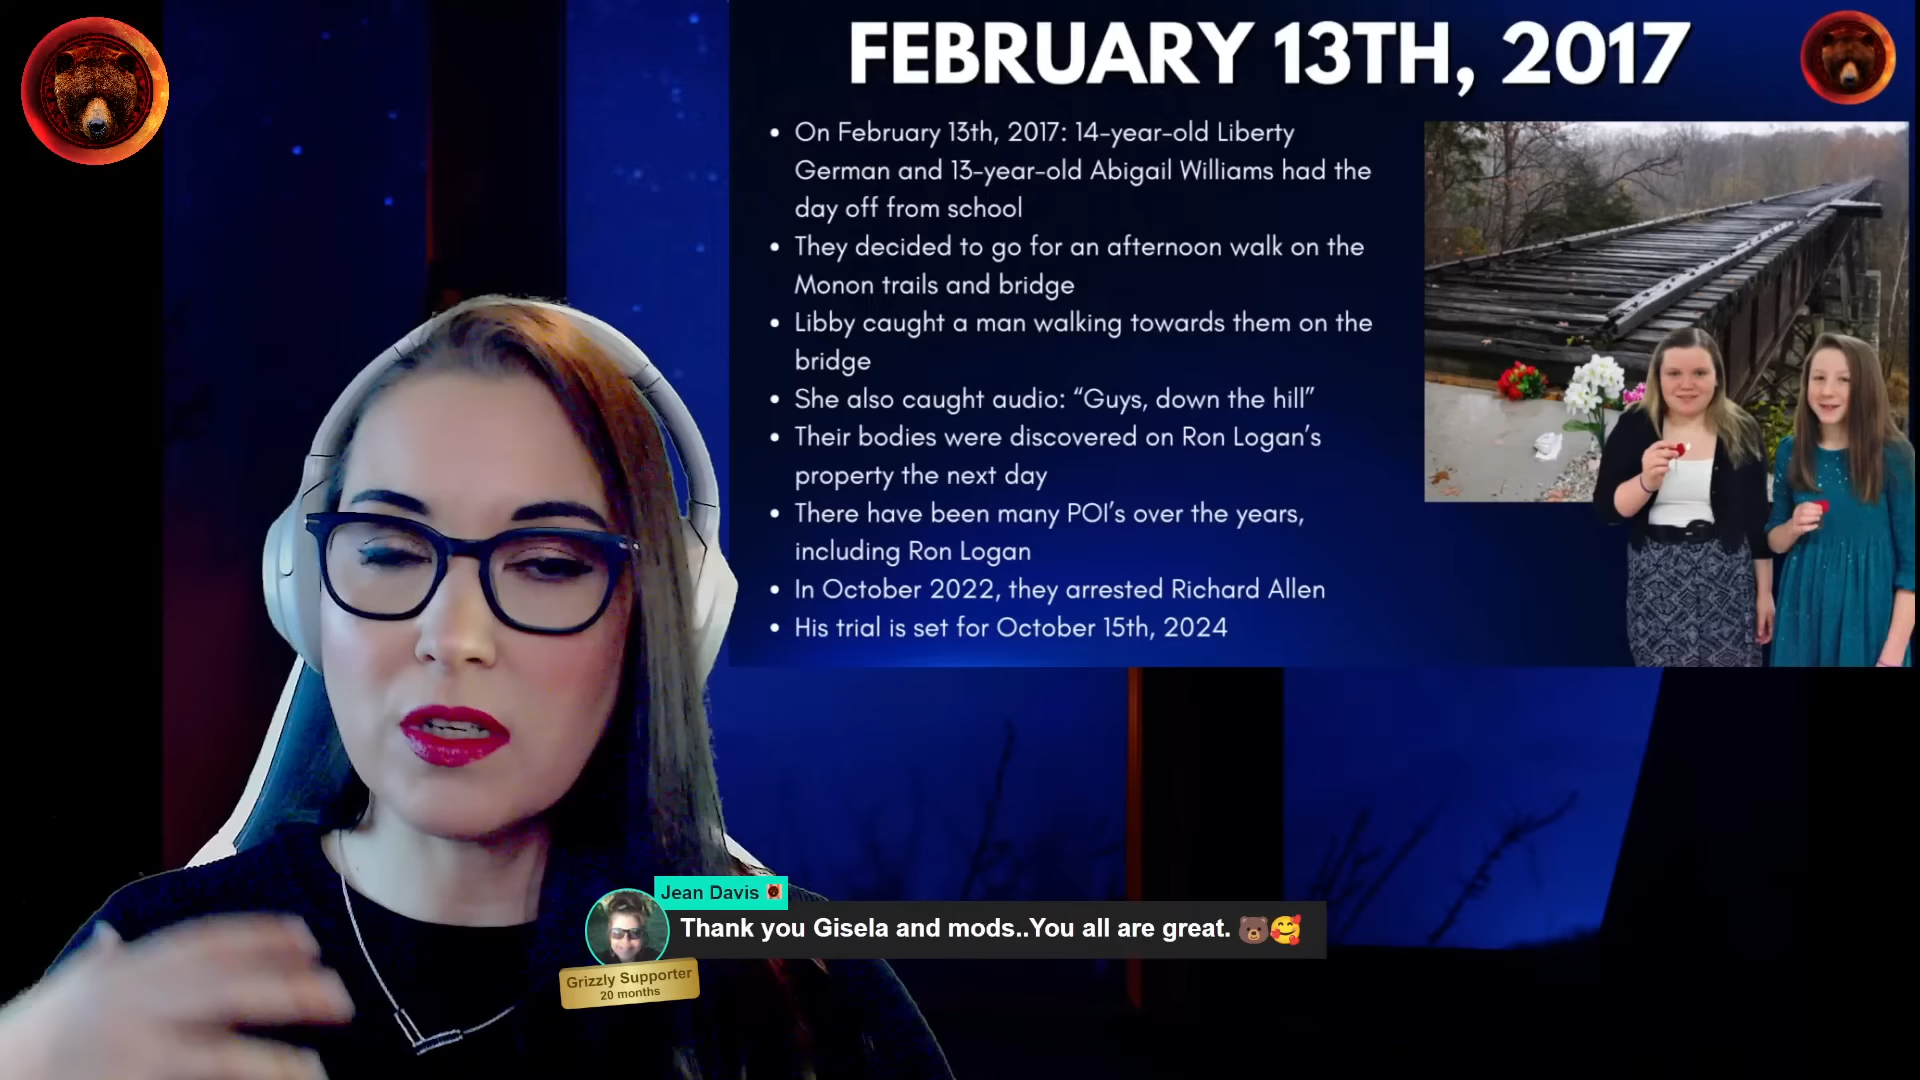 FEBRUARY 13TH, 2017
• On February 13th, 2017: 14-year-old Liberty
German and 13-year-old Abigail Williams had the
day off from school
• They decided to go for an afternoon walk on the
Monon trails and bridge
• Libby caught a man walking towards them on the
bridge
• She also caught audio: “Guys, down the hill”
• Their bodies were discovered on Ron Logan’s
property the next day
• There have been many POI’s over the years,
including Ron Logan
• In October 2022, they arrested Richard Allen
• His trial is set for October 15th, 2024
Jean Davis
Thank you Gisela and mods..You all are great. 🐻🥰
Grizzly Supporter
20 months